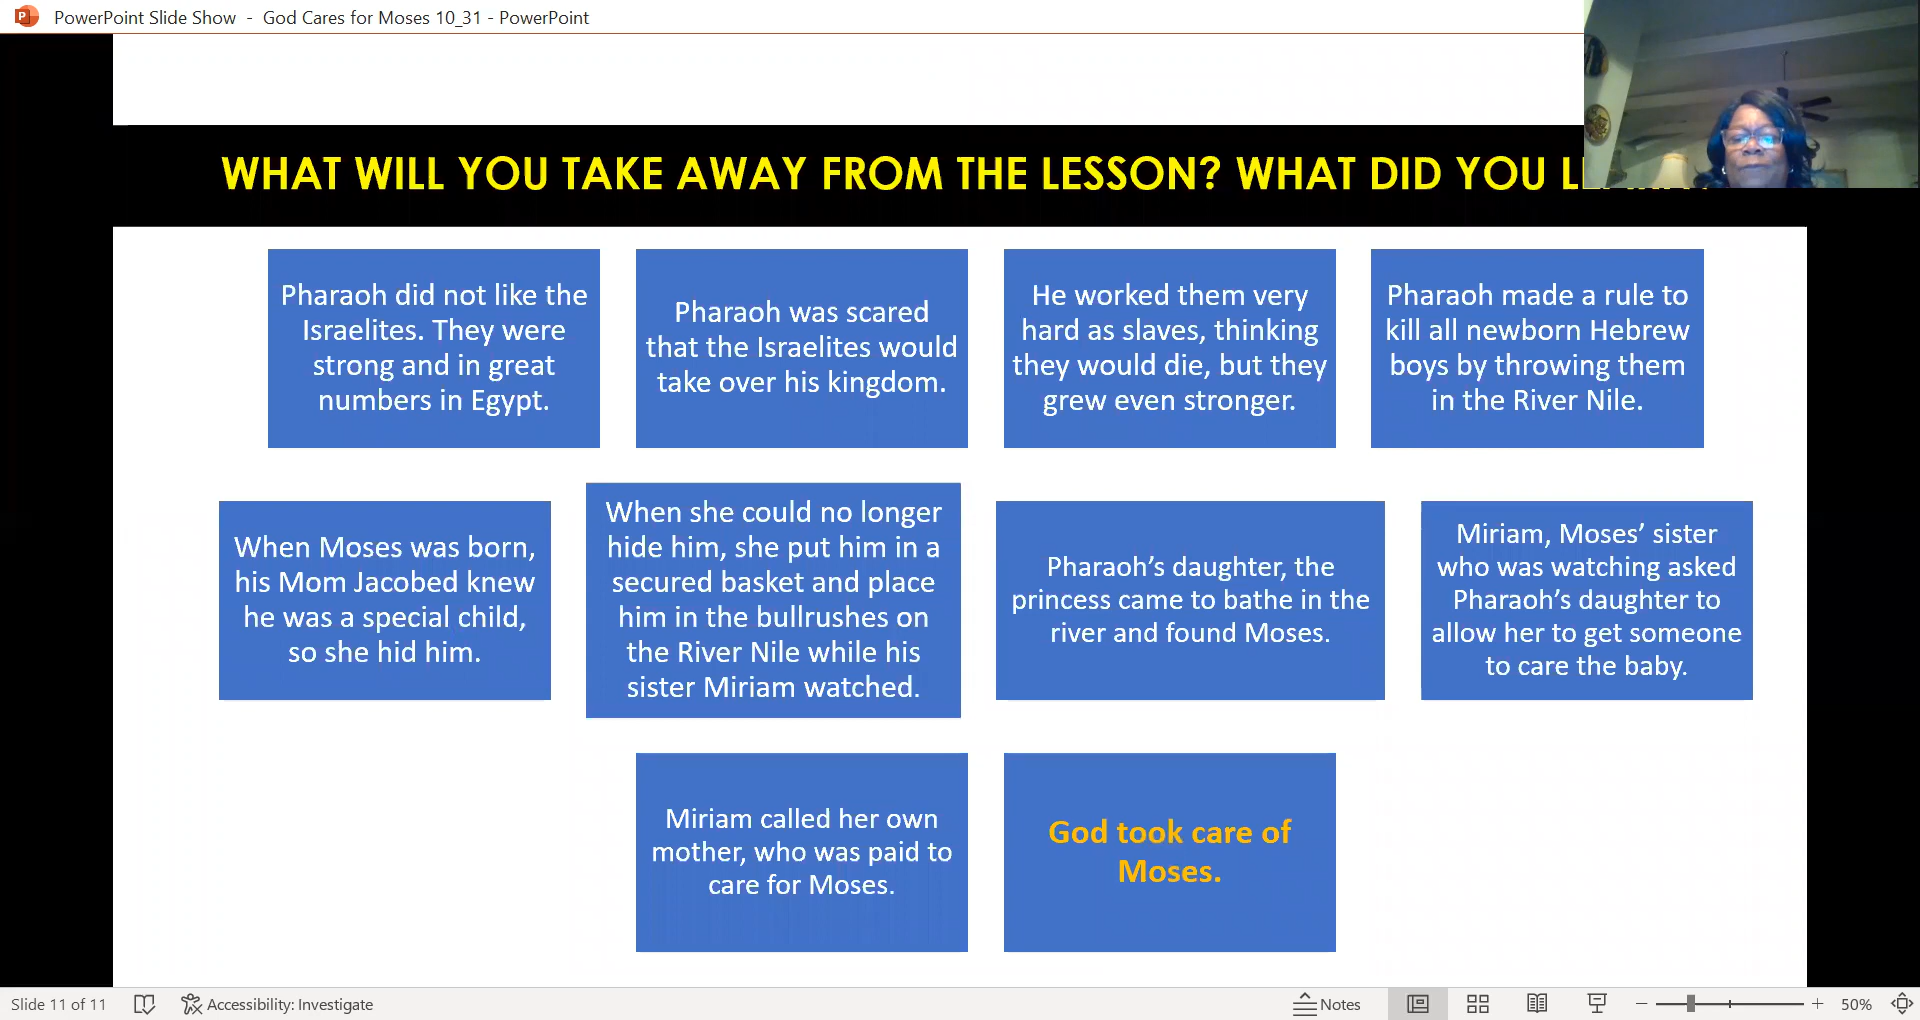 PowerPoint Slide Show - God Cares for Moses 10_31 - PowerPoint
WHAT WILL YOU TAKE AWAY FROM THE LESSON? WHAT DID YOU
Pharaoh did not like the
Israelites. They were
strong and in great
numbers in Egypt.
Pharaoh was scared
that the Israelites would
take over his kingdom.
He worked them very
hard as slaves, thinking
they would die, but they
grew even stronger.
Pharaoh made a rule to
kill all newborn Hebrew
boys by throwing them
in the River Nile.
When Moses was born,
his Mom Jacobed knew
he was a special child,
so she hid him.
When she could no longer
hide him, she put him in a
secured basket and place
him in the bullrushes on
the River Nile while his
sister Miriam watched.
Pharaoh’s daughter, the
princess came to bathe in the
river and found Moses.
Miriam, Moses’ sister
who was watching asked
Pharaoh’s daughter to
allow her to get someone
to care the baby.
Miriam called her own
mother, who was paid to
care for Moses.
God took care of
Moses.
Slide 11 of 11
Accessibility: Investigate
Notes
50%